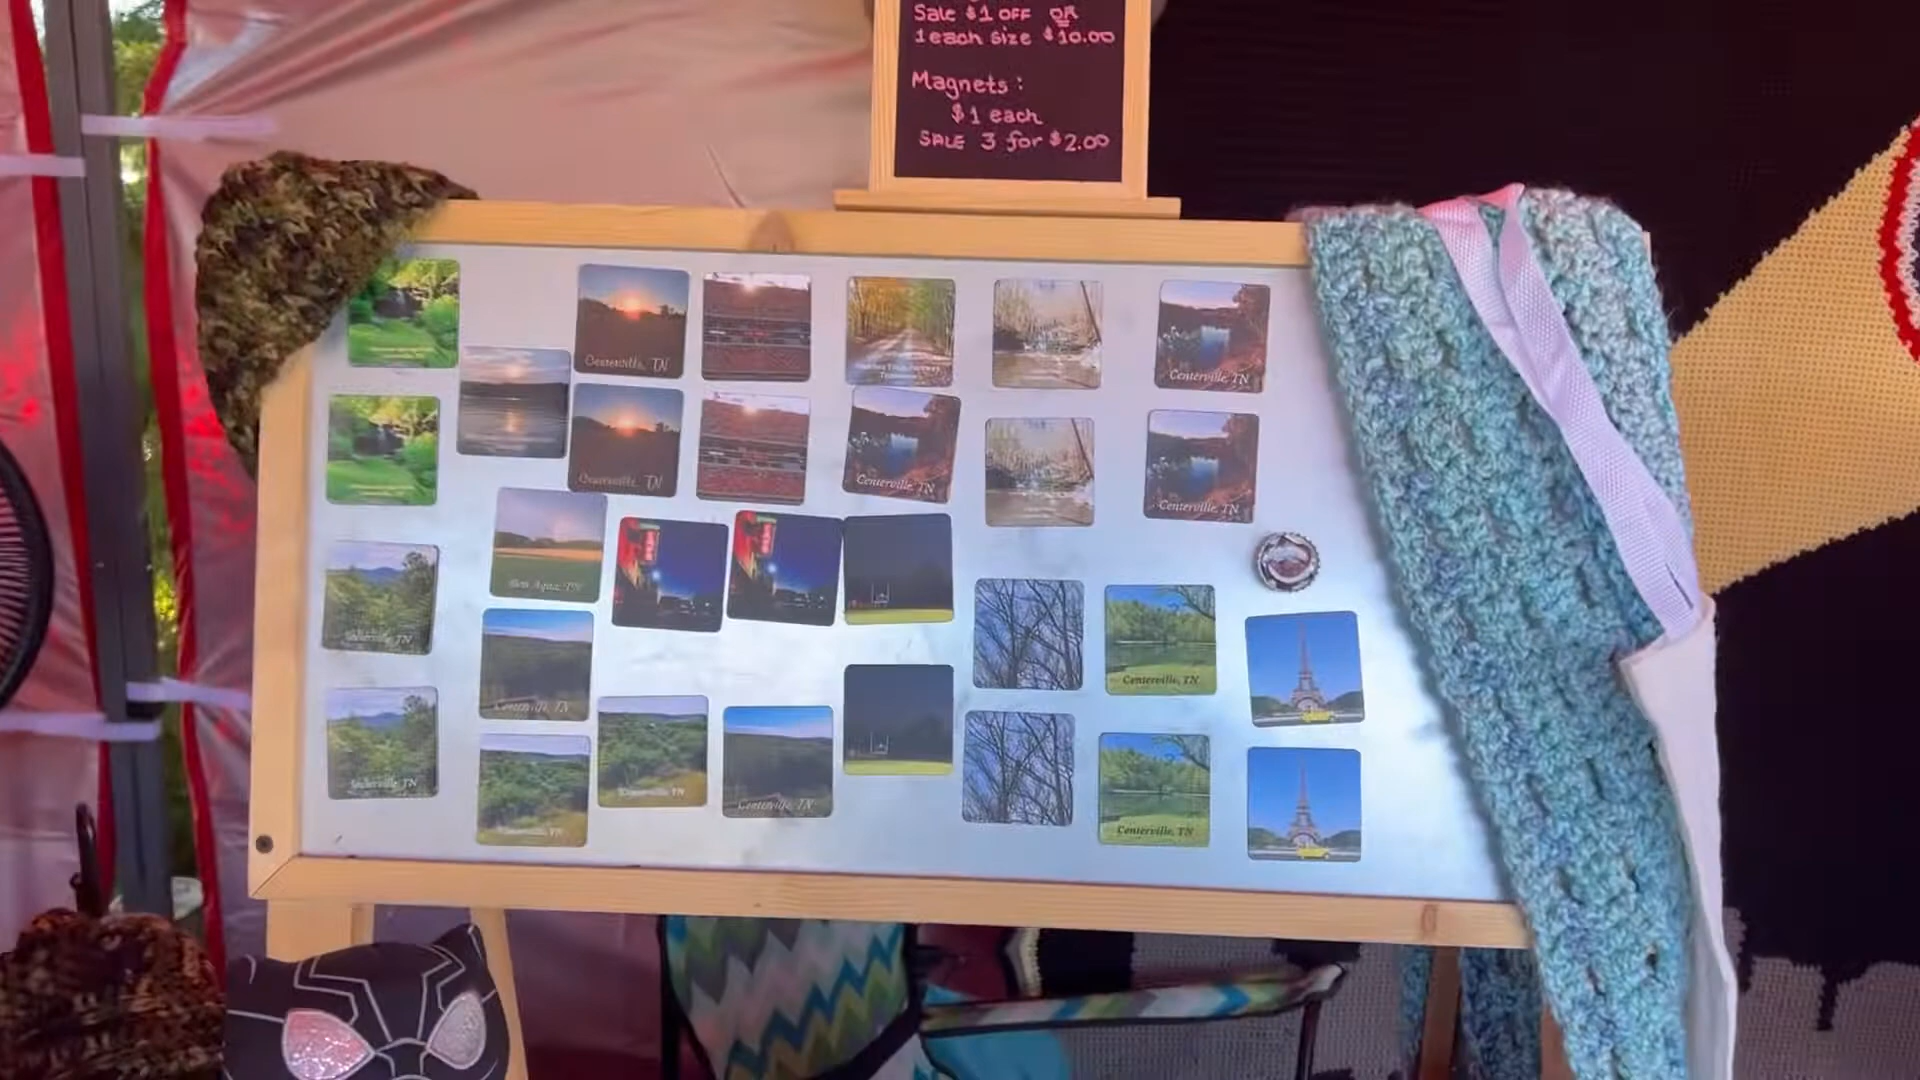 Sale $1 OFF OR
1 each size $10.00
Magnets:
$1 each
SALE 3 for $2.00
Centerville, TN
Centerville, TN
Centerville, TN
Centerville, TN
Centerville, TN
Bon Aqua, TN
Centerville, TN
Centerville, TN
Centerville, TN
Centerville, TN
Centerville, TN